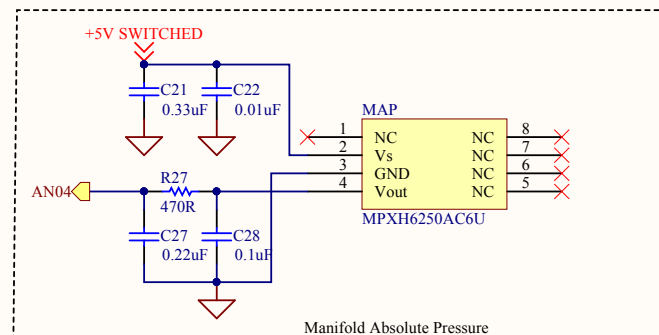 +5V SWITCHED
C21
0.33uF
C22
0.01uF
MAP
1 NC NC 8
2 Vs NC 7
3 GND NC 6
4 Vout NC 5
MPXH6250AC6U
AN04
R27
470R
C27
0.22uF
C28
0.1uF
Manifold Absolute Pressure